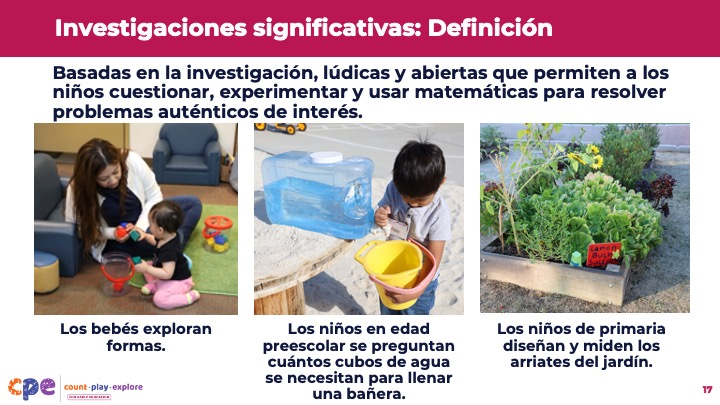 Investigaciones significativas: Definición
Basadas en la investigación, lúdicas y abiertas que permiten a los
niños cuestionar, experimentar y usar matemáticas para resolver
problemas auténticos de interés.
Lemon
Bush
Los bebés exploran
formas.
Los niños en edad
preescolar se preguntan
cuántos cubos de agua
se necesitan para llenar
una bañera.
Los niños de primaria
diseñan y miden los
arriates del jardín.
cpe
count·play·explore
17